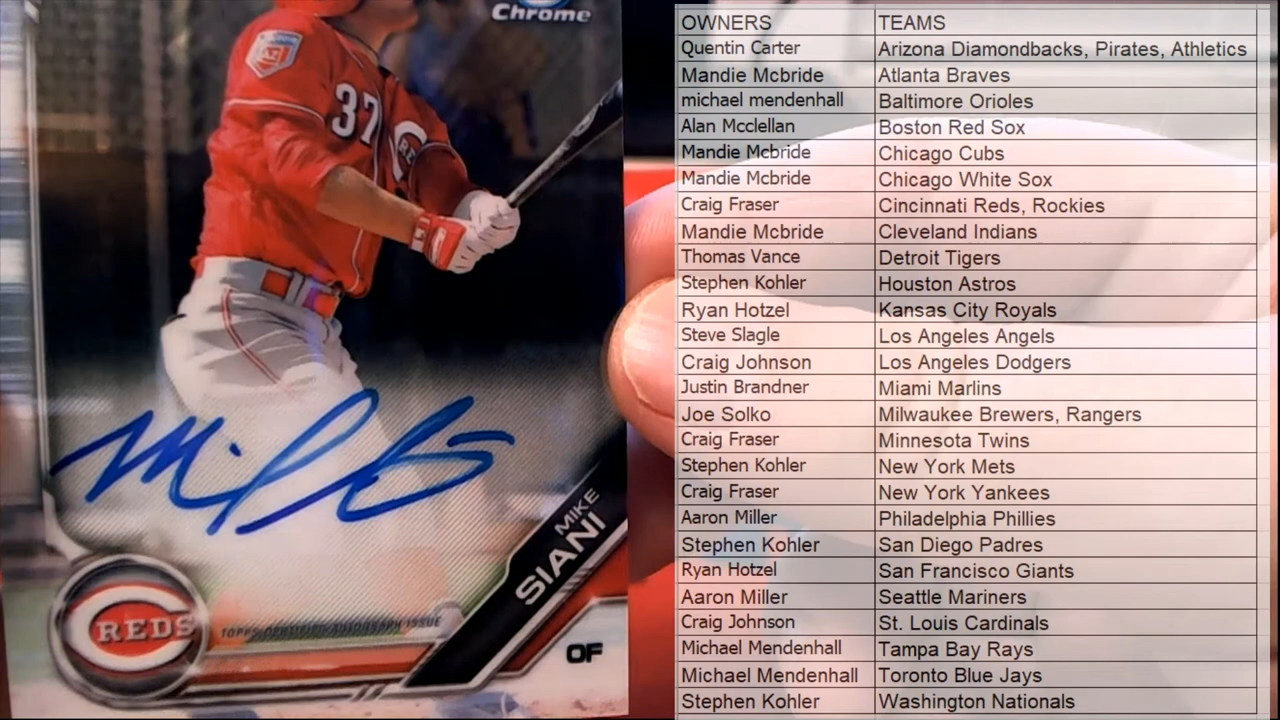 Chrome
37
RE
MIKE
SIANI
REDS
TOPPS CERTIFIED AUTOGRAPH ISSUE
OF
OWNERS TEAMS
Quentin Carter Arizona Diamondbacks, Pirates, Athletics
Mandie Mcbride Atlanta Braves
michael mendenhall Baltimore Orioles
Alan Mcclellan Boston Red Sox
Mandie Mcbride Chicago Cubs
Mandie Mcbride Chicago White Sox
Craig Fraser Cincinnati Reds, Rockies
Mandie Mcbride Cleveland Indians
Thomas Vance Detroit Tigers
Stephen Kohler Houston Astros
Ryan Hotzel Kansas City Royals
Steve Slagle Los Angeles Angels
Craig Johnson Los Angeles Dodgers
Justin Brandner Miami Marlins
Joe Solko Milwaukee Brewers, Rangers
Craig Fraser Minnesota Twins
Stephen Kohler New York Mets
Craig Fraser New York Yankees
Aaron Miller Philadelphia Phillies
Stephen Kohler San Diego Padres
Ryan Hotzel San Francisco Giants
Aaron Miller Seattle Mariners
Craig Johnson St. Louis Cardinals
Michael Mendenhall Tampa Bay Rays
Michael Mendenhall Toronto Blue Jays
Stephen Kohler Washington Nationals